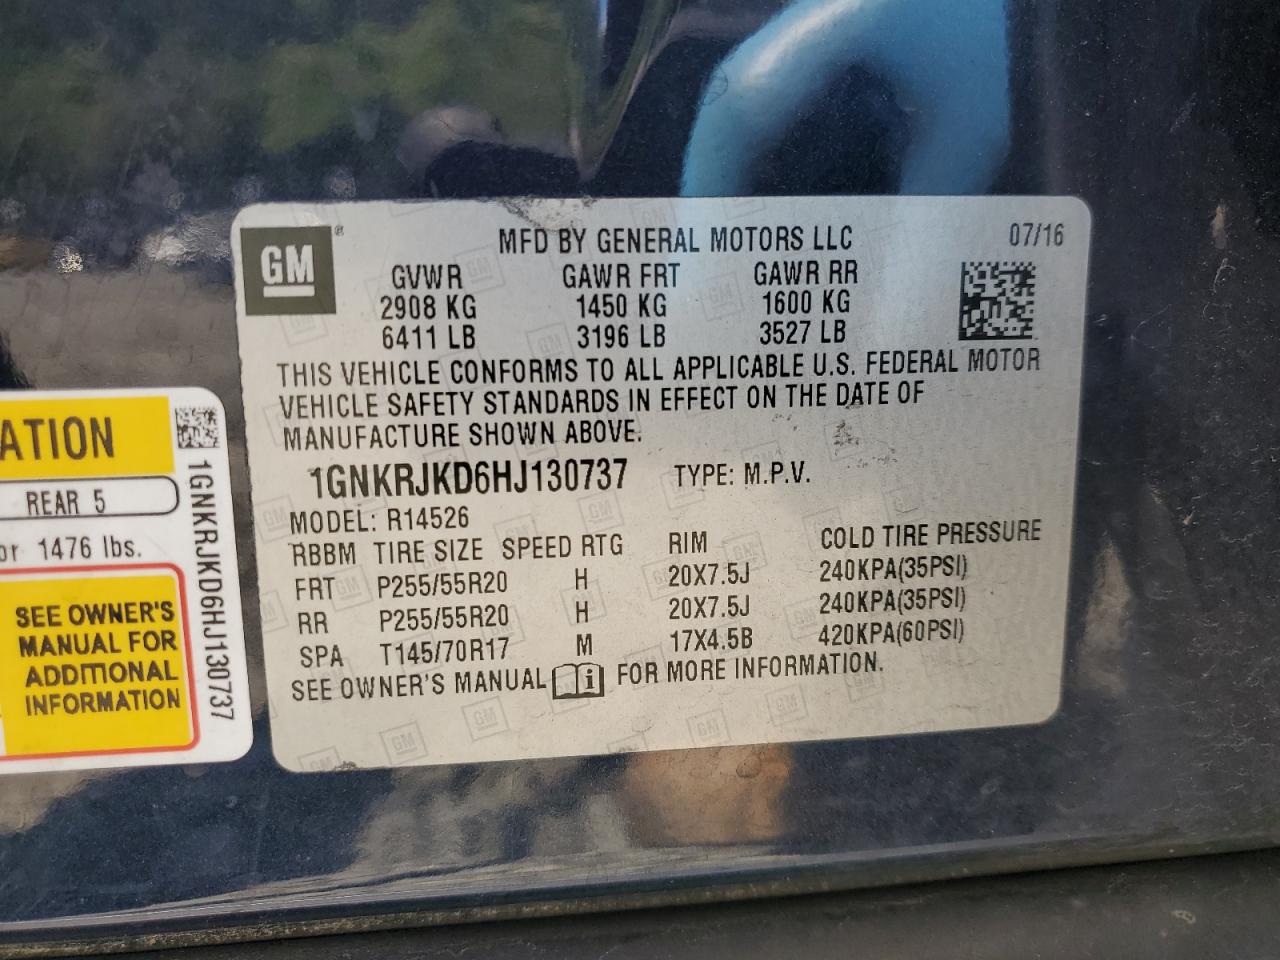 GM
MFD BY GENERAL MOTORS LLC 07/16
GVWR GAWR FRT GAWR RR
2908 KG 1450 KG 1600 KG
6411 LB 3196 LB 3527 LB
THIS VEHICLE CONFORMS TO ALL APPLICABLE U.S. FEDERAL MOTOR
VEHICLE SAFETY STANDARDS IN EFFECT ON THE DATE OF
MANUFACTURE SHOWN ABOVE.
1GNKRJKD6HJ130737 TYPE: M.P.V.
MODEL: R14526
RBBM TIRE SIZE SPEED RTG RIM COLD TIRE PRESSURE
FRT P255/55R20 H 20X7.5J 240KPA(35PSI)
RR P255/55R20 H 20X7.5J 240KPA(35PSI)
SPA T145/70R17 M 17X4.5B 420KPA(60PSI)
SEE OWNER'S MANUAL i FOR MORE INFORMATION.
ATION
REAR 5
or 1476 lbs.
SEE OWNER'S
MANUAL FOR
ADDITIONAL
INFORMATION
1GNKRJKD6HJ130737